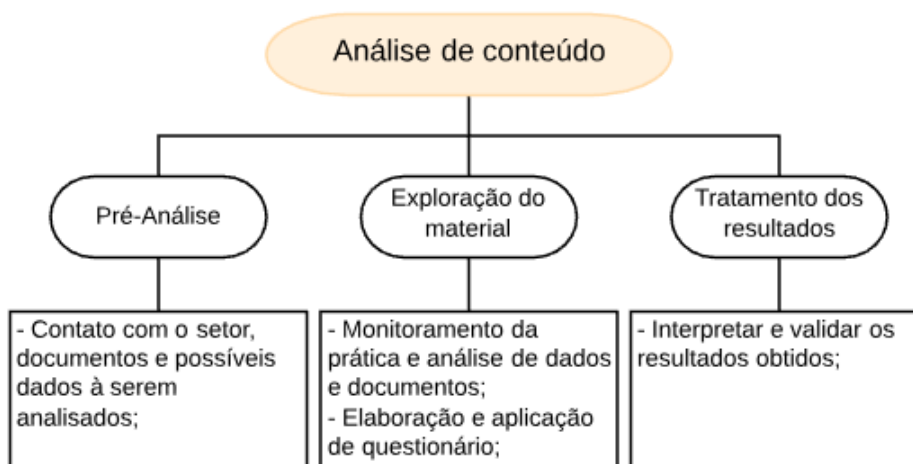 Análise de conteúdo
Pré-Análise
Exploração do
material
Tratamento dos
resultados
- Contato com o setor,
documentos e possíveis
dados à serem
analisados;
- Monitoramento da
prática e análise de dados
e documentos;
- Elaboração e aplicação
de questionário;
- Interpretar e validar os
resultados obtidos;